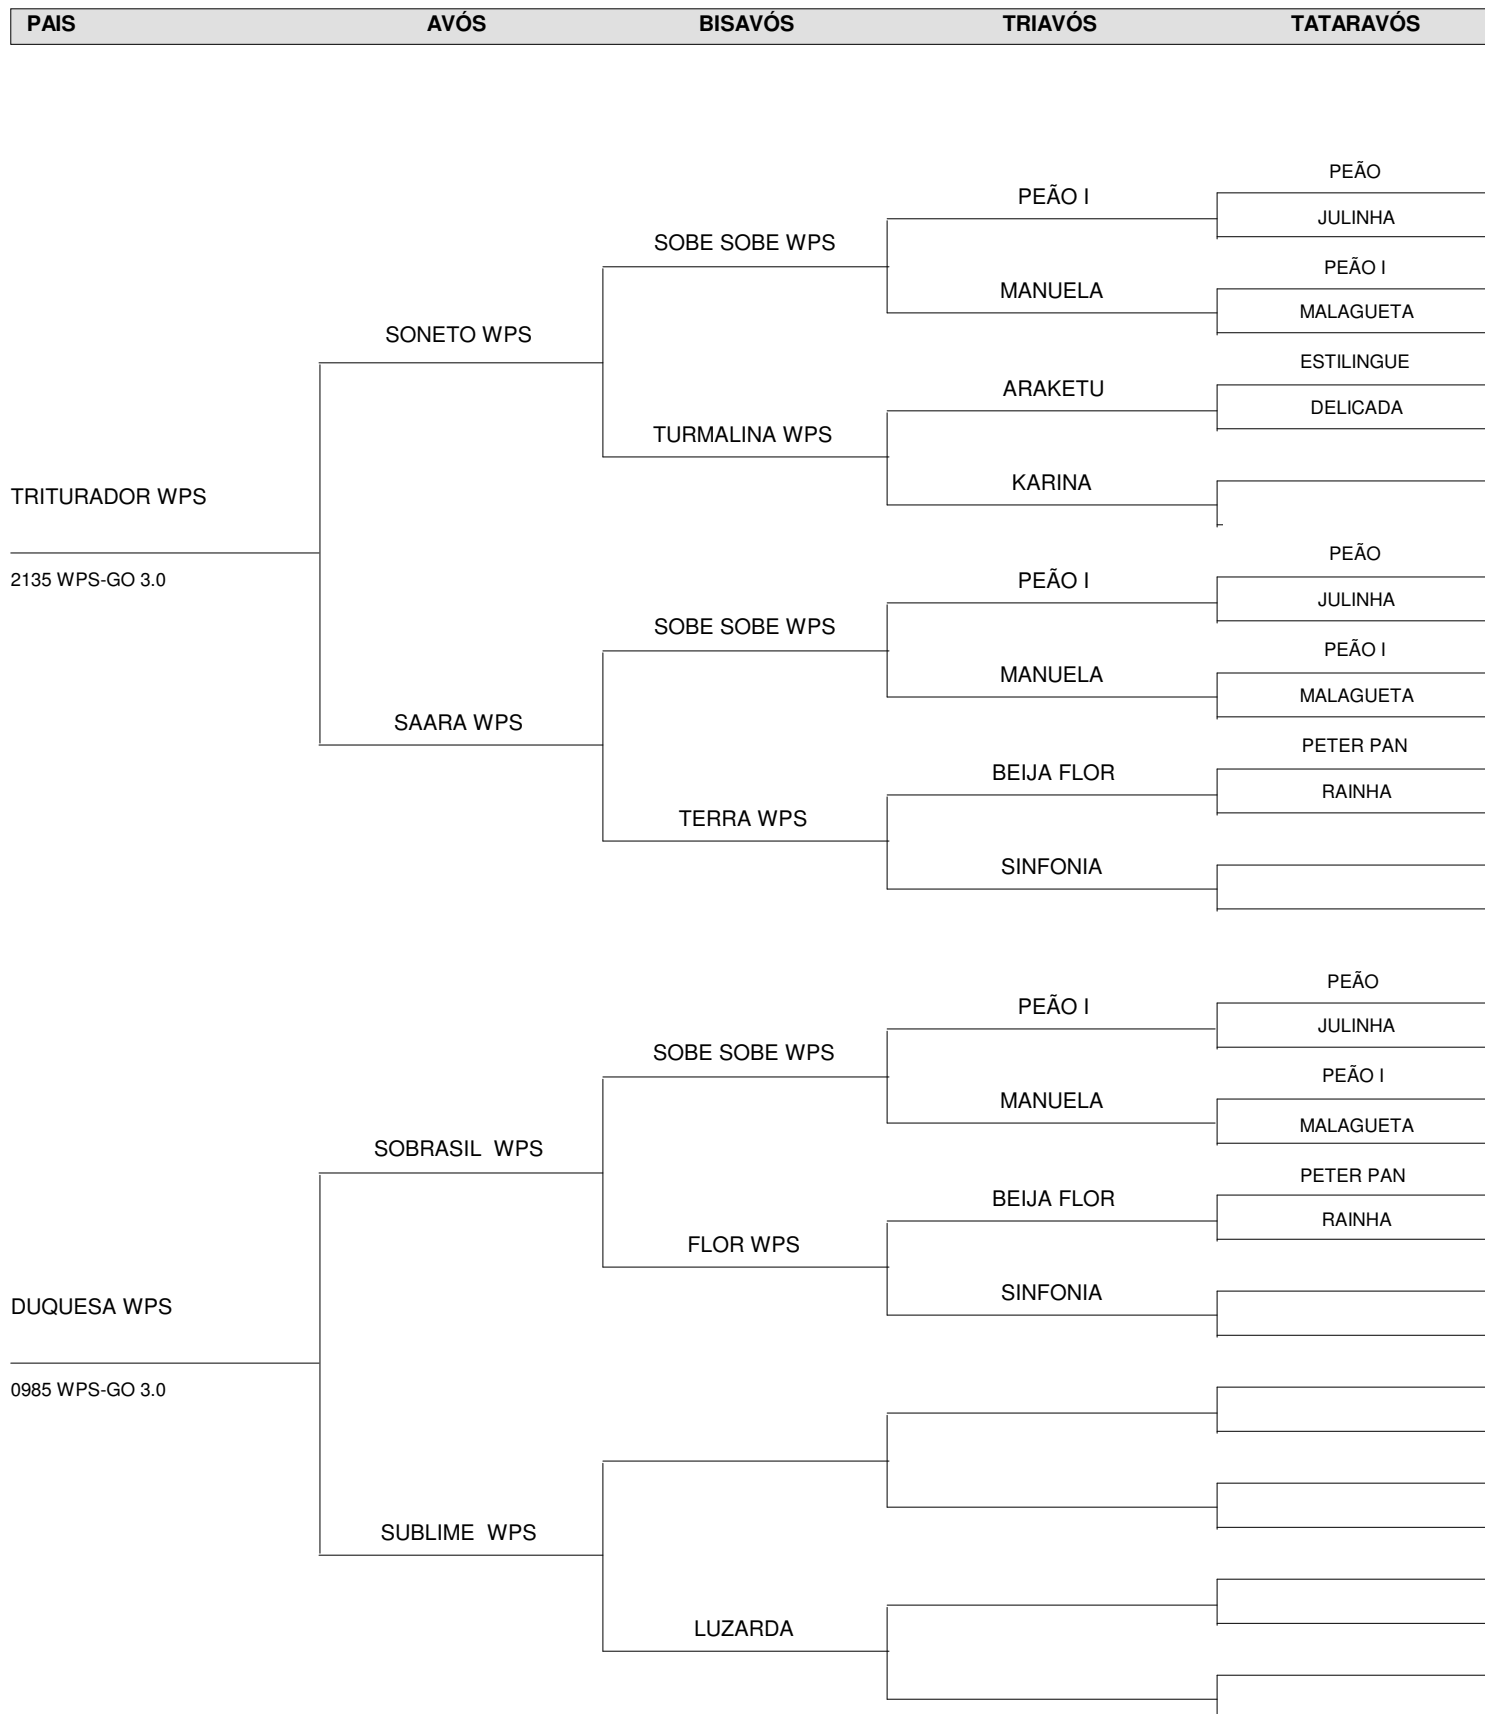 PAIS AVÓS BISAVÓS TRIAVÓS TATARAVÓS
PEÃO
PEÃO I
JULINHA
SOBE SOBE WPS
PEÃO I
MANUELA
MALAGUETA
SONETO WPS
ESTILINGUE
ARAKETU
DELICADA
TURMALINA WPS
KARINA
TRITURADOR WPS
PEÃO
2135 WPS-GO 3.0
PEÃO I
JULINHA
SOBE SOBE WPS
PEÃO I
MANUELA
MALAGUETA
SAARA WPS
PETER PAN
BEIJA FLOR
RAINHA
TERRA WPS
SINFONIA
PEÃO
PEÃO I
JULINHA
SOBE SOBE WPS
PEÃO I
MANUELA
MALAGUETA
SOBRASIL  WPS
PETER PAN
BEIJA FLOR
RAINHA
FLOR WPS
SINFONIA
DUQUESA WPS
0985 WPS-GO 3.0
SUBLIME  WPS
LUZARDA